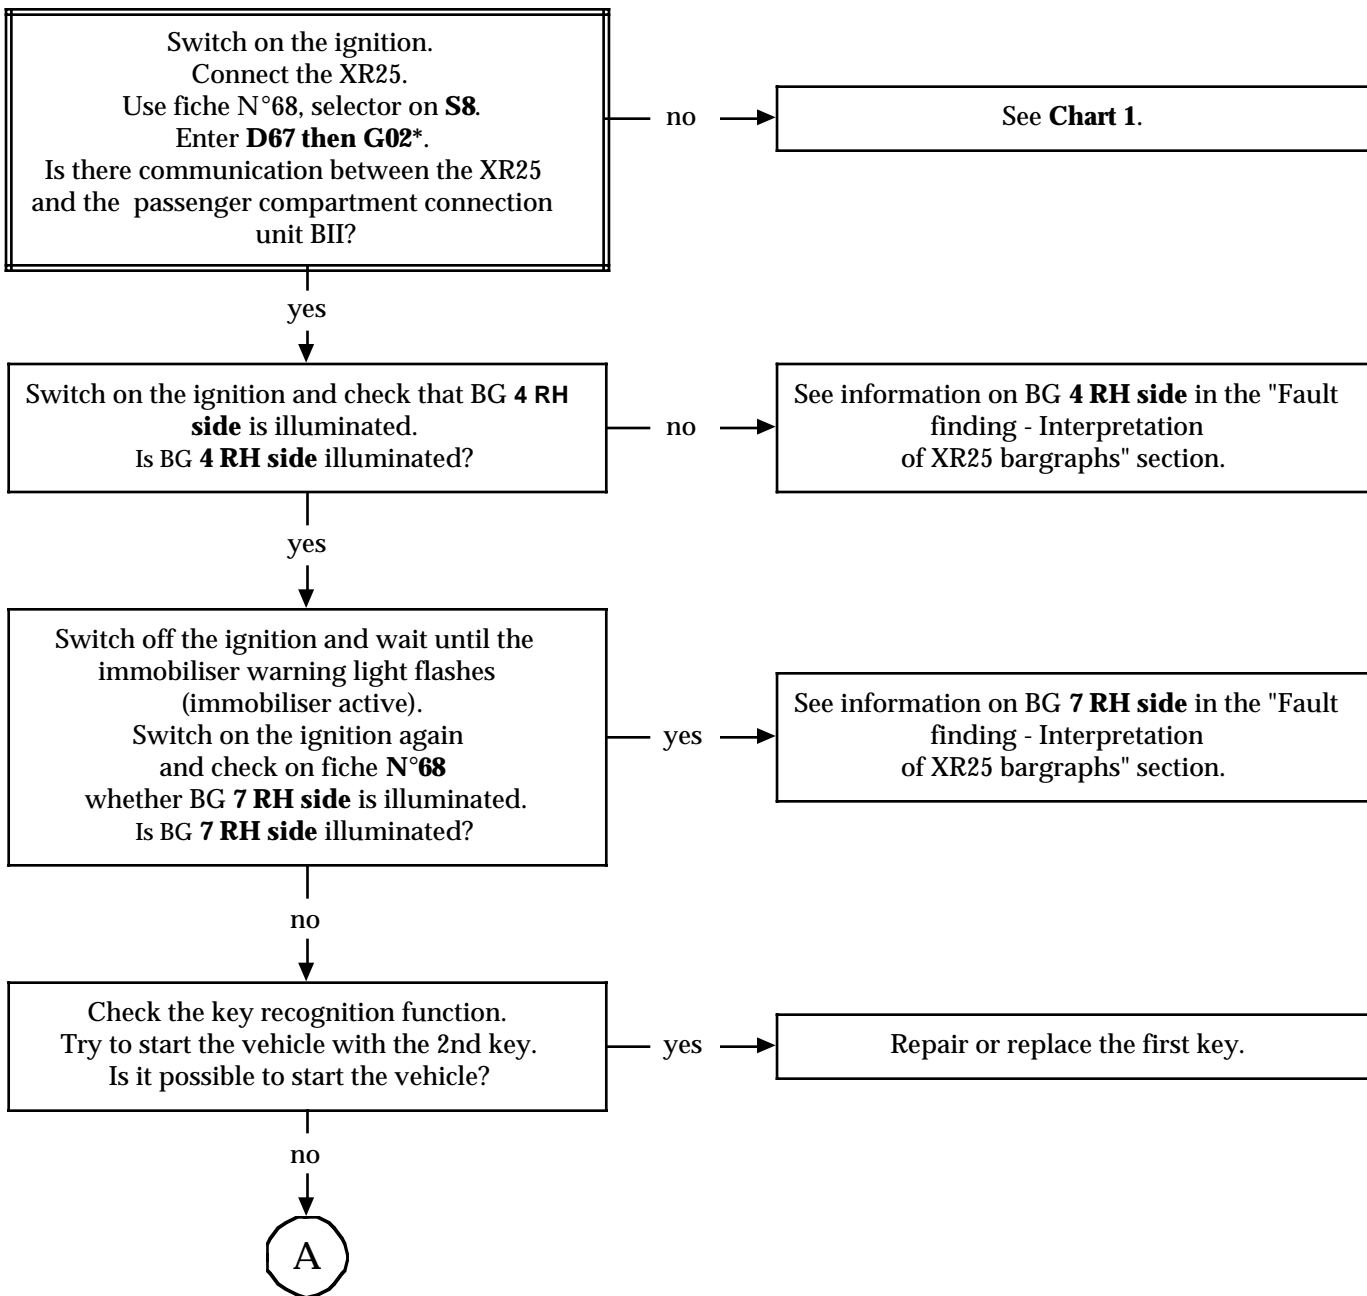 Switch on the ignition.
Connect the XR25.
Use fiche N°68, selector on S8.
Enter D67 then G02*.
Is there communication between the XR25
and the passenger compartment connection
unit BII?
no
See Chart 1.
yes
Switch on the ignition and check that BG 4 RH
side is illuminated.
Is BG 4 RH side illuminated?
no
See information on BG 4 RH side in the "Fault
finding - Interpretation
of XR25 bargraphs" section.
yes
Switch off the ignition and wait until the
immobiliser warning light flashes
(immobiliser active).
Switch on the ignition again
and check on fiche N°68
whether BG 7 RH side is illuminated.
Is BG 7 RH side illuminated?
yes
See information on BG 7 RH side in the "Fault
finding - Interpretation
of XR25 bargraphs" section.
no
Check the key recognition function.
Try to start the vehicle with the 2nd key.
Is it possible to start the vehicle?
yes
Repair or replace the first key.
no
A